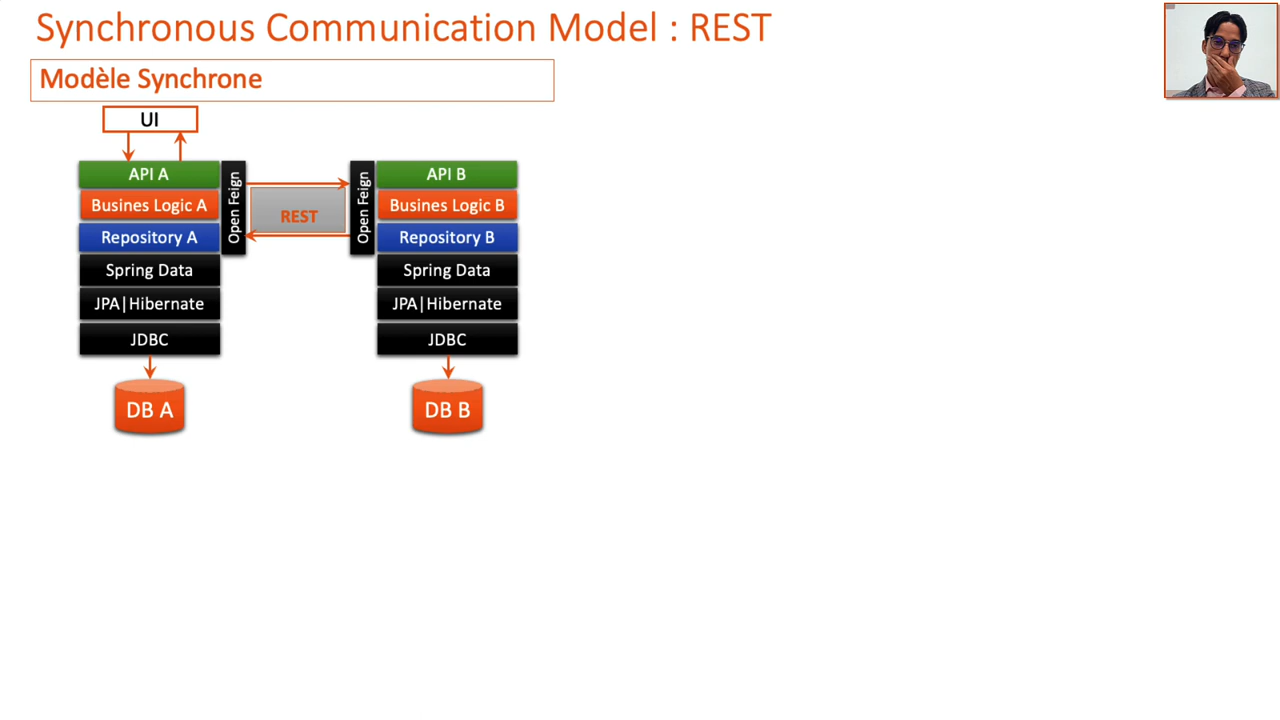 Synchronous Communication Model : REST
Modèle Synchrone
UI
API A
Busines Logic A
Repository A
Spring Data
JPA|Hibernate
JDBC
DB A
Open Feign
REST
Open Feign
API B
Busines Logic B
Repository B
Spring Data
JPA|Hibernate
JDBC
DB B